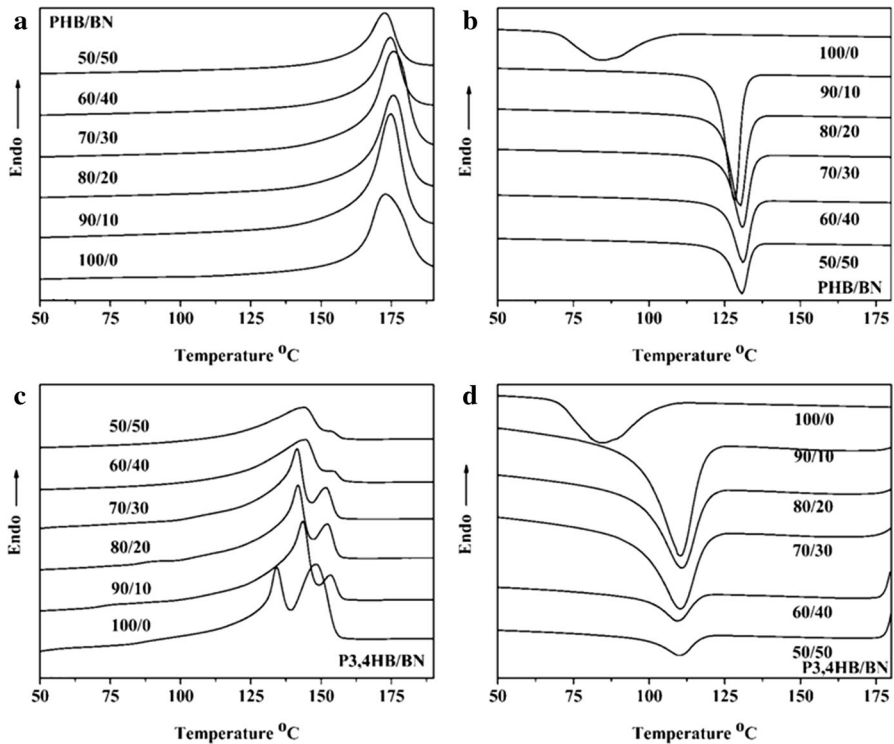 a
PHB/BN
50/50
60/40
70/30
80/20
90/10
100/0
Endo
50 75 100 125 150 175
Temperature °C
b
100/0
90/10
80/20
70/30
60/40
50/50
PHB/BN
Endo
50 75 100 125 150 175
Temperature °C
c
50/50
60/40
70/30
80/20
90/10
100/0
P3,4HB/BN
Endo
50 75 100 125 150 175
Temperature °C
d
100/0
90/10
80/20
70/30
60/40
50/50
P3,4HB/BN
Endo
50 75 100 125 150 175
Temperature °C